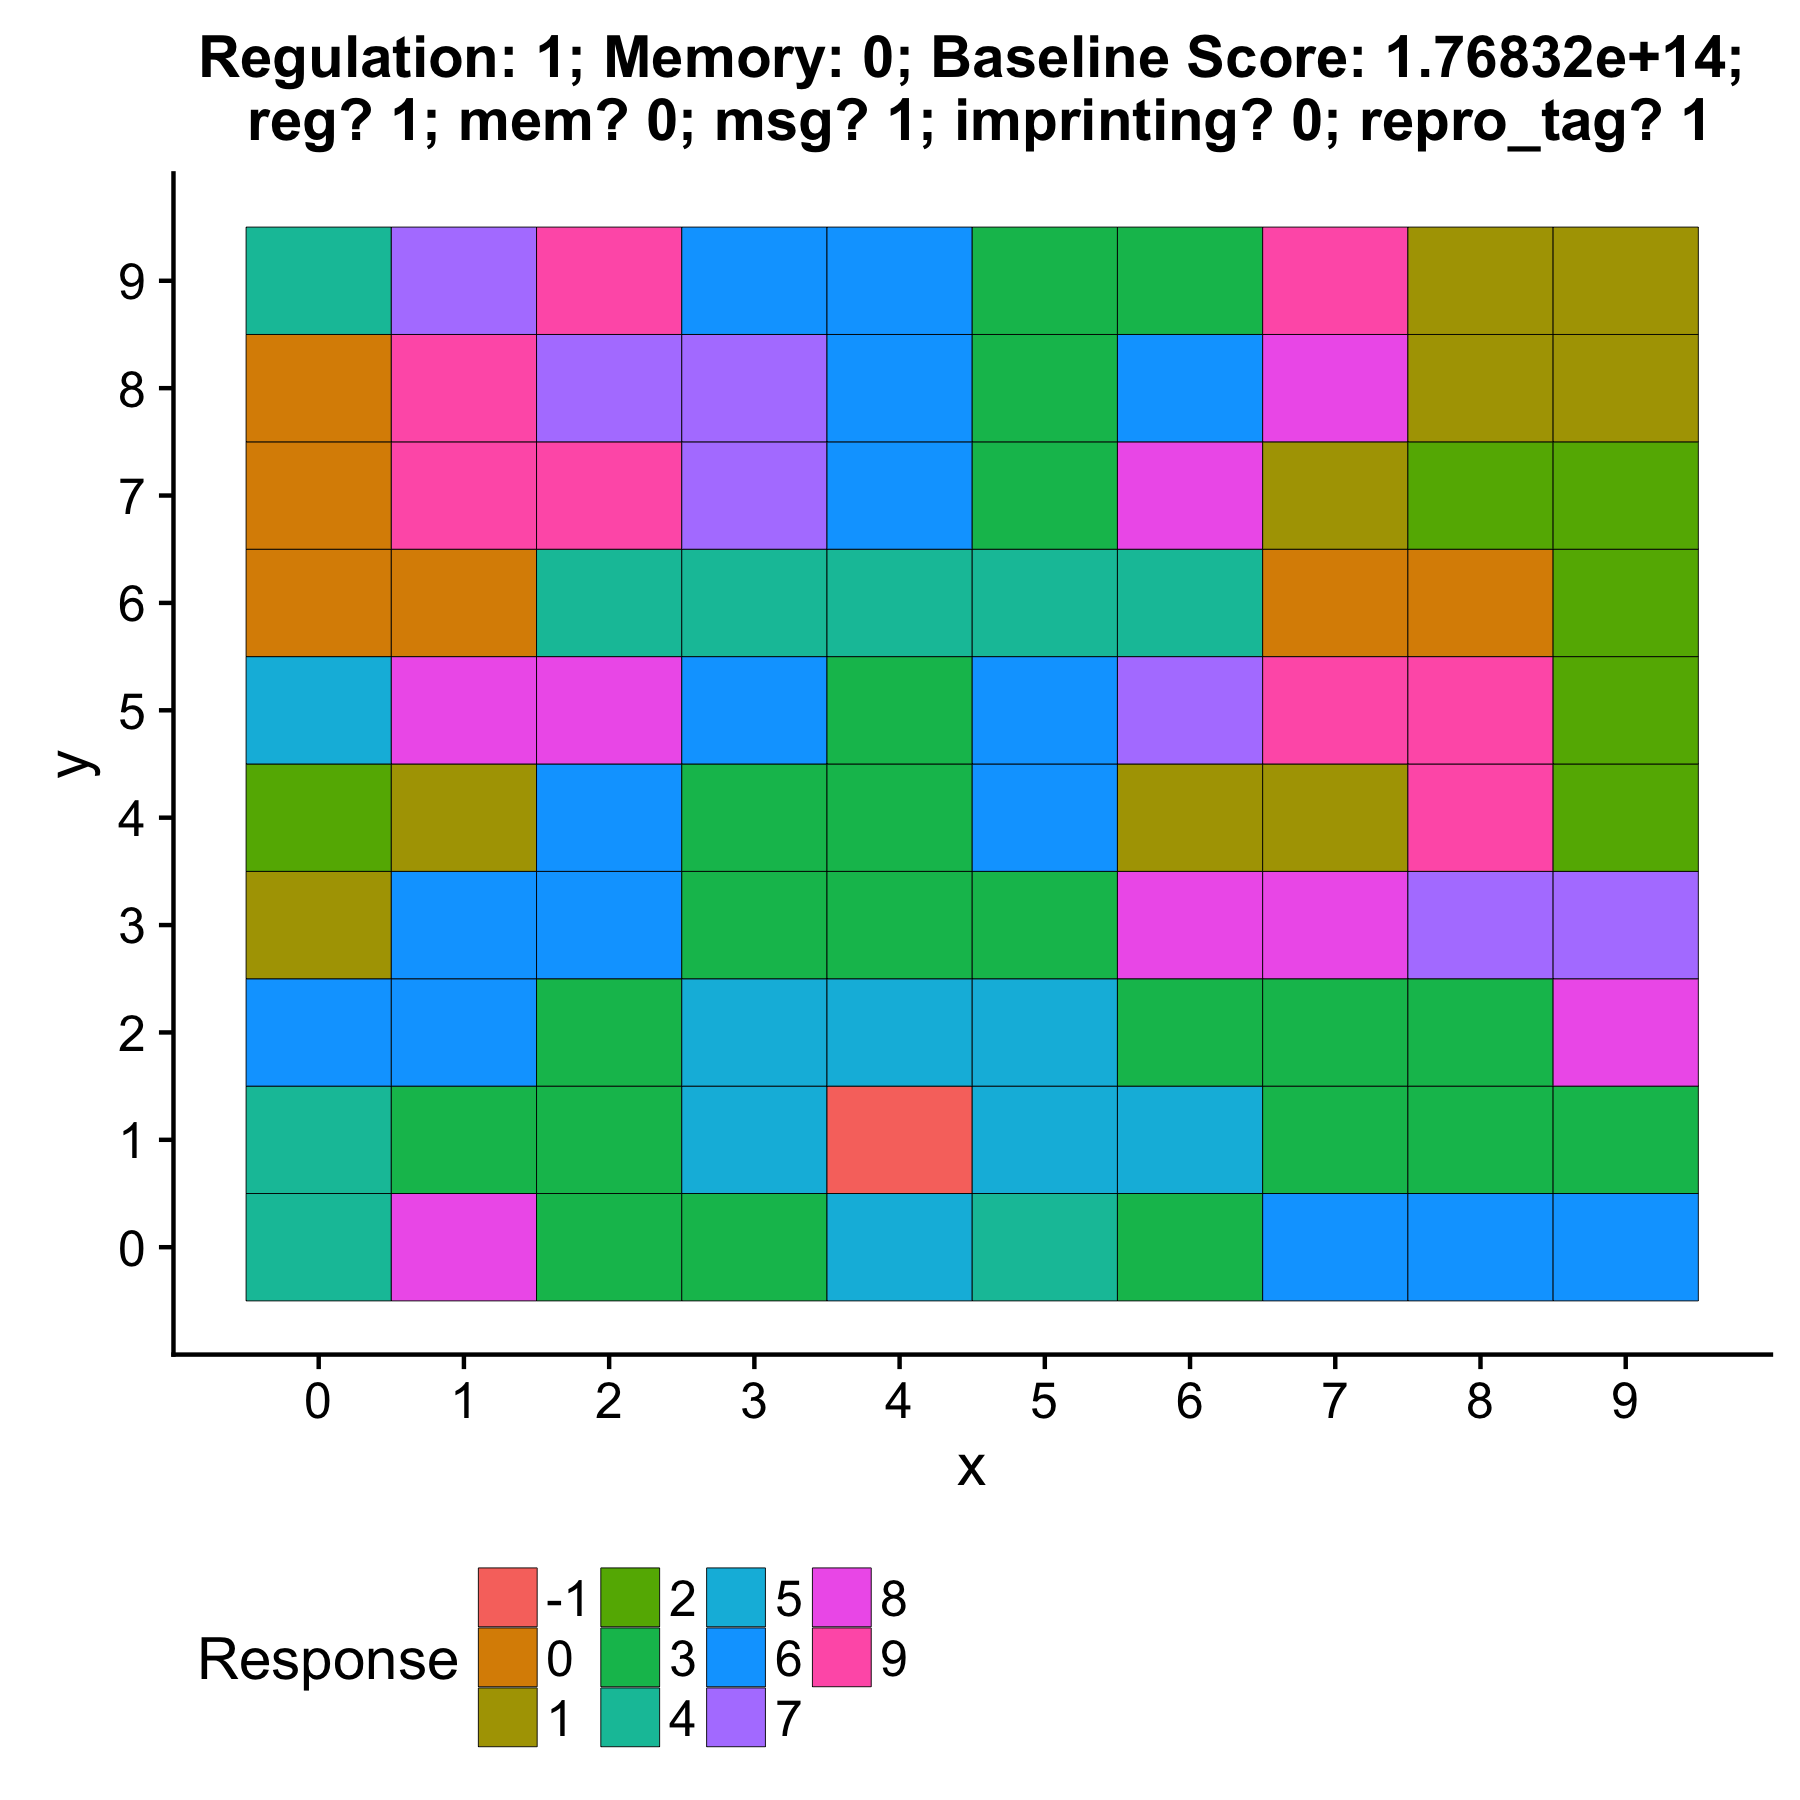 Regulation: 1; Memory: 0; Baseline Score: 1.76832e+14;
reg? 1; mem? 0; msg? 1; imprinting? 0; repro_tag? 1
9
8
7
6
5
4
3
2
1
0
y
0 1 2 3 4 5 6 7 8 9
x
Response
-1 2 5 8
0 3 6 9
1 4 7